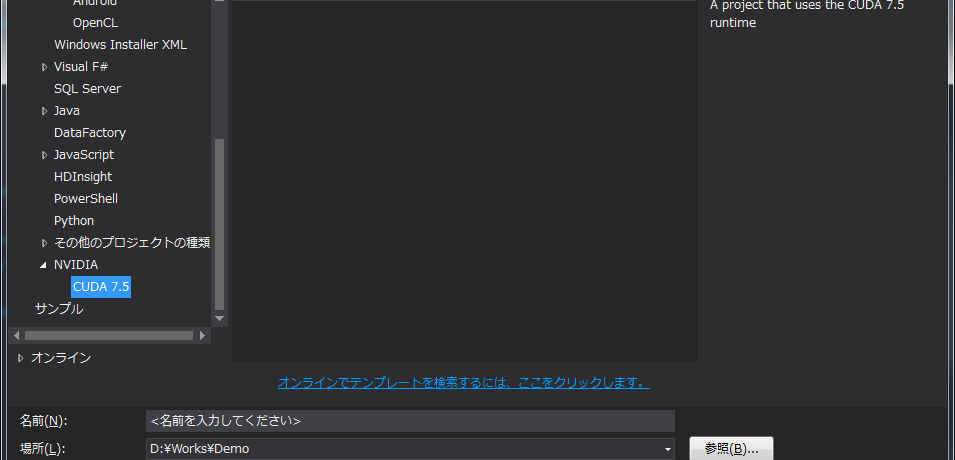 Android
OpenCL
Windows Installer XML
Visual F#
SQL Server
Java
DataFactory
JavaScript
HDInsight
PowerShell
Python
その他のプロジェクトの種類
NVIDIA
CUDA 7.5
サンプル
オンライン
A project that uses the CUDA 7.5
runtime
オンラインでテンプレートを検索するには、ここをクリックします。
名前(N):
<名前を入力してください>
場所(L):
D:¥Works¥Demo
参照(B)...